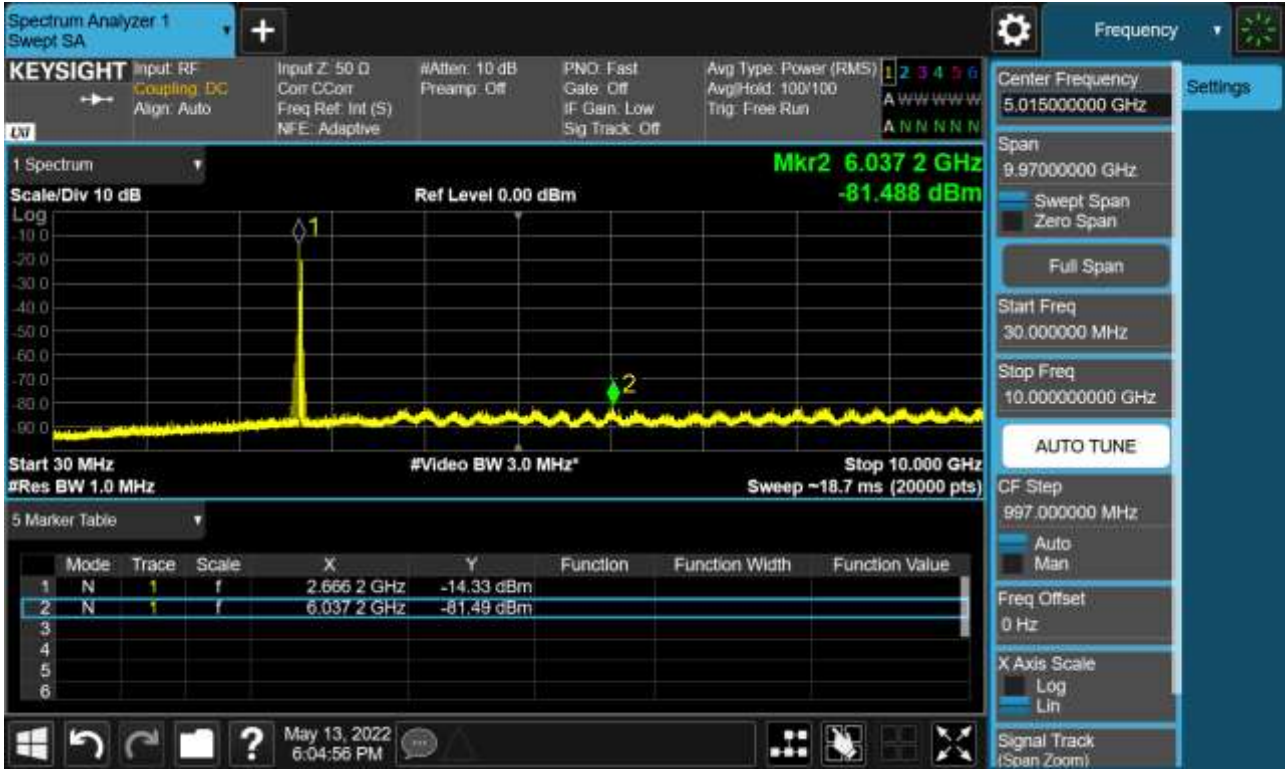 Spectrum Analyzer 1
Swept SA
Frequency
KEYSIGHT
Input: RF
Coupling: DC
Align: Auto
Input Z: 50 Ω
Corr CCorr
Freq Ref: Int (S)
NFE: Adaptive
#Atten: 10 dB
Preamp: Off
PNO: Fast
Gate: Off
IF Gain: Low
Sig Track: Off
Avg Type: Power (RMS)
Avg|Hold: 100/100
Trig: Free Run
1 2 3 4 5 6
A W W W W W
A N N N N N
LXI
1 Spectrum
Mkr2 6.037 2 GHz
-81.488 dBm
Scale/Div 10 dB
Ref Level 0.00 dBm
Log
-10.0
-20.0
-30.0
-40.0
-50.0
-60.0
-70.0
-80.0
-90.0
1
2
Start 30 MHz
#Video BW 3.0 MHz*
Stop 10.000 GHz
#Res BW 1.0 MHz
Sweep ~18.7 ms (20000 pts)
5 Marker Table
Mode Trace Scale X Y Function Function Width Function Value
1 N 1 f 2.666 2 GHz -14.33 dBm
2 N 1 f 6.037 2 GHz -81.49 dBm
3
4
5
6
May 13, 2022
6:04:56 PM
Center Frequency
5.015000000 GHz
Settings
Span
9.97000000 GHz
Swept Span
Zero Span
Full Span
Start Freq
30.000000 MHz
Stop Freq
10.000000000 GHz
AUTO TUNE
CF Step
997.000000 MHz
Auto
Man
Freq Offset
0 Hz
X Axis Scale
Log
Lin
Signal Track
(Span Zoom)